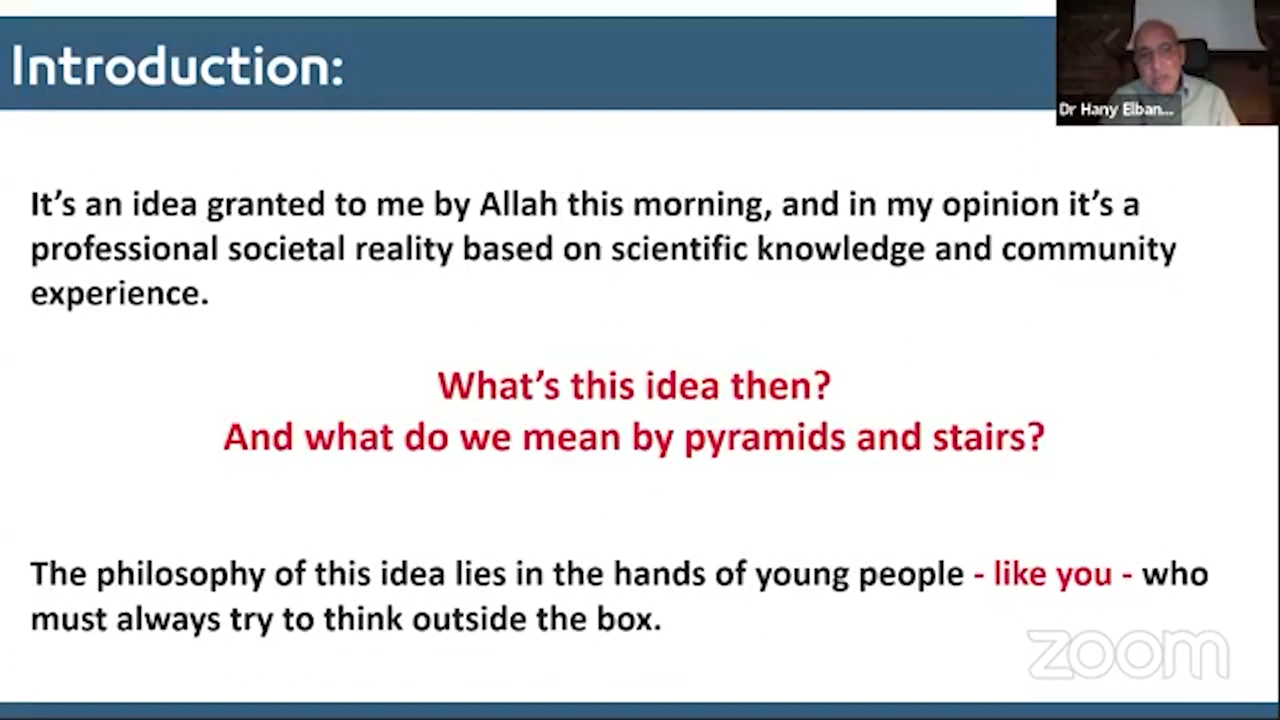 Introduction:
Dr Hany Elban...
It's an idea granted to me by Allah this morning, and in my opinion it's a
professional societal reality based on scientific knowledge and community
experience.
What's this idea then?
And what do we mean by pyramids and stairs?
The philosophy of this idea lies in the hands of young people - like you - who
must always try to think outside the box.
zoom